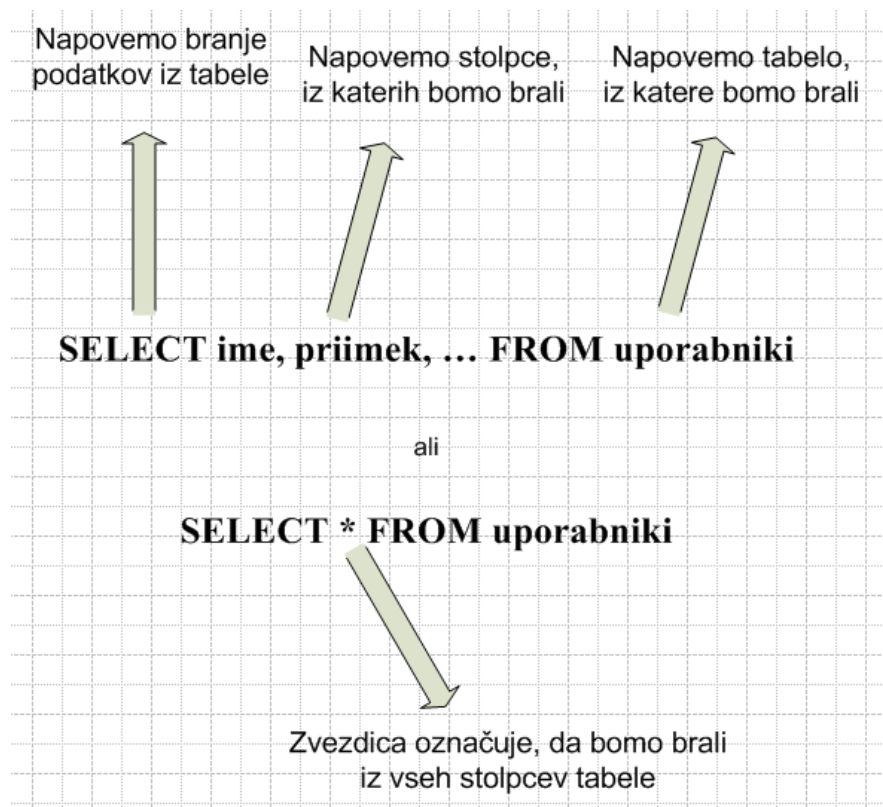 Napovemo branje
podatkov iz tabele
Napovemo stolpce,
iz katerih bomo brali
Napovemo tabelo,
iz katere bomo brali
SELECT ime, priimek, … FROM uporabniki
ali
SELECT * FROM uporabniki
Zvezdica označuje, da bomo brali
iz vseh stolpcev tabele